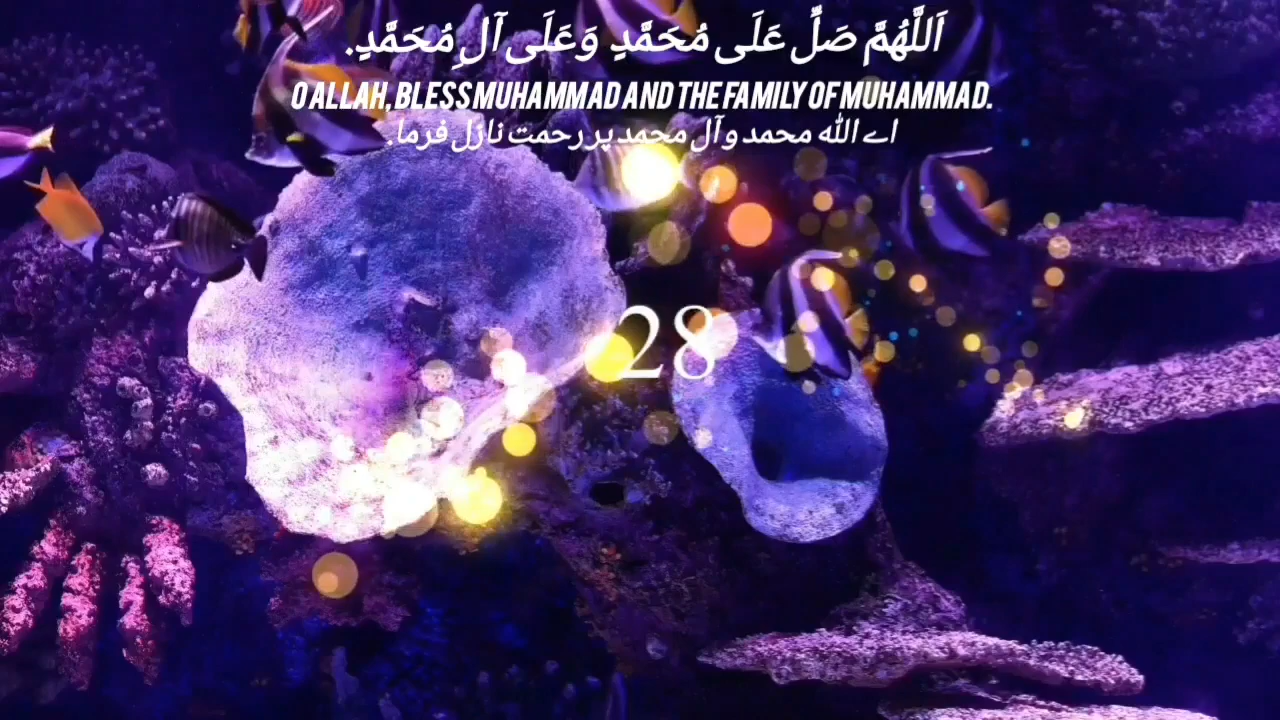 اَللَّهُمَّ صَلِّ عَلَى مُحَمَّدٍ وَعَلَى آلِ مُحَمَّدٍ.
O ALLAH, BLESS MUHAMMAD AND THE FAMILY OF MUHAMMAD.
اے اللہ محمد و آل محمد پر رحمت نازل فرما.
28